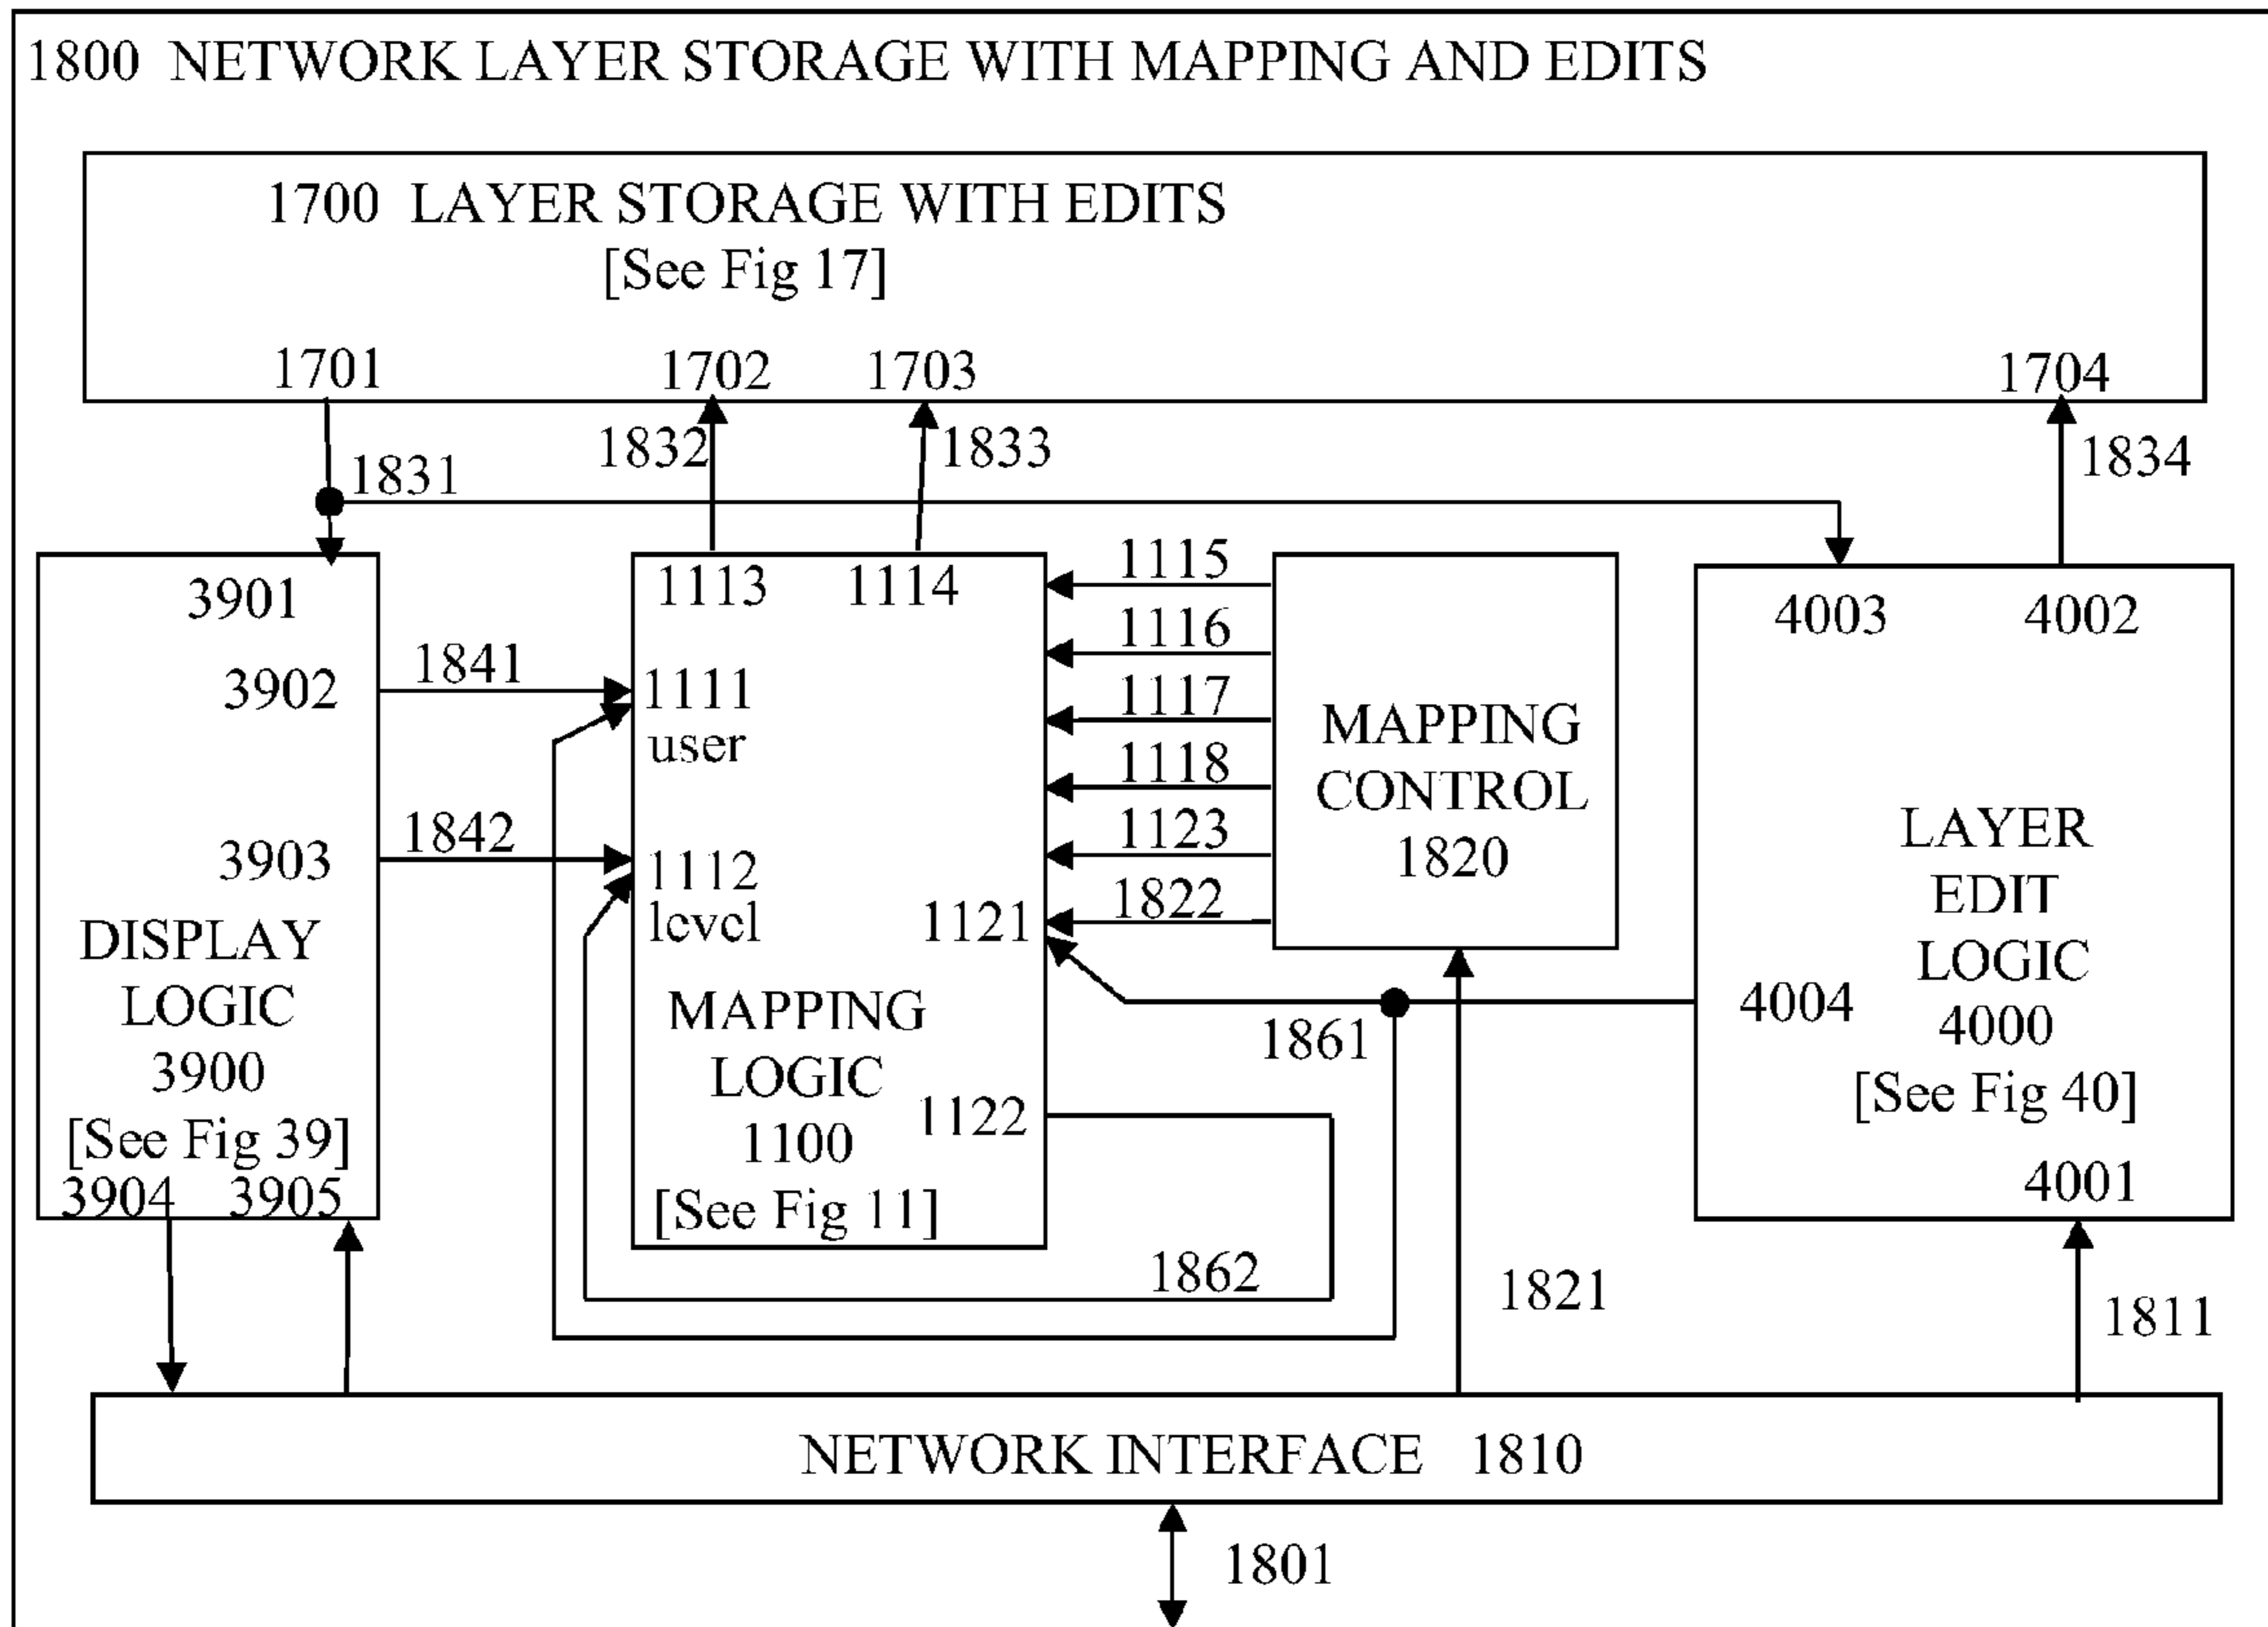 1800 NETWORK LAYER STORAGE WITH MAPPING AND EDITS
1700 LAYER STORAGE WITH EDITS
[See Fig 17]
1701
1702
1703
1704
1832
1833
1834
1831
3901
3902
1841
3903
1842
DISPLAY
LOGIC
3900
[See Fig 39]
3904
3905
1113
1114
1111
user
1112
level
1121
MAPPING
LOGIC
1100
1122
[See Fig 11]
1115
1116
1117
1118
1123
1822
MAPPING
CONTROL
1820
4003
4002
LAYER
EDIT
LOGIC
4000
4004
[See Fig 40]
4001
1861
1862
1821
1811
NETWORK INTERFACE 1810
1801